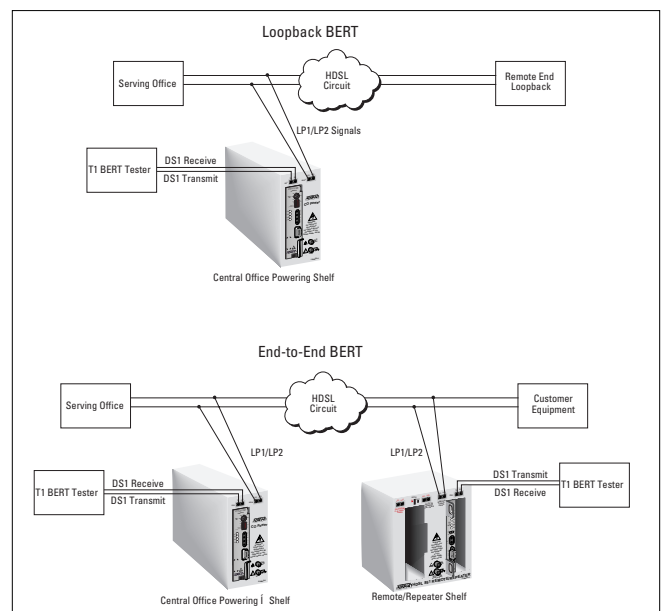 Loopback BERT
Serving Office
HDSL
Circuit
Remote End
Loopback
LP1/LP2 Signals
T1 BERT Tester
DS1 Receive
DS1 Transmit
Central Office Powering Shelf
End-to-End BERT
Serving Office
HDSL
Circuit
Customer
Equipment
LP1/LP2
LP1/LP2
T1 BERT Tester
DS1 Receive
DS1 Transmit
DS1 Transmit
DS1 Receive
T1 BERT Tester
Central Office Powering Í Shelf
Remote/Repeater Shelf